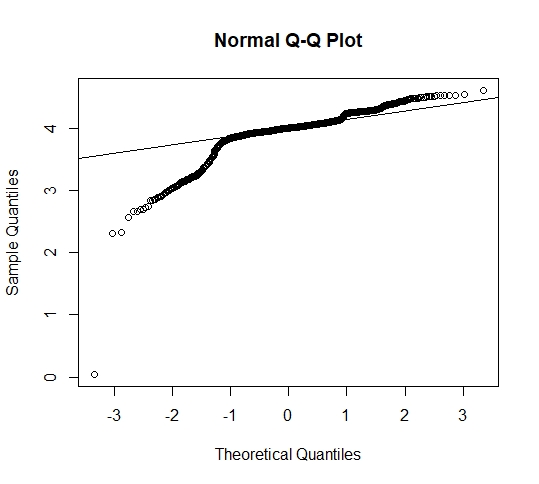 Normal Q-Q Plot
Sample Quantiles
4
3
2
1
0
-3 -2 -1 0 1 2 3
Theoretical Quantiles